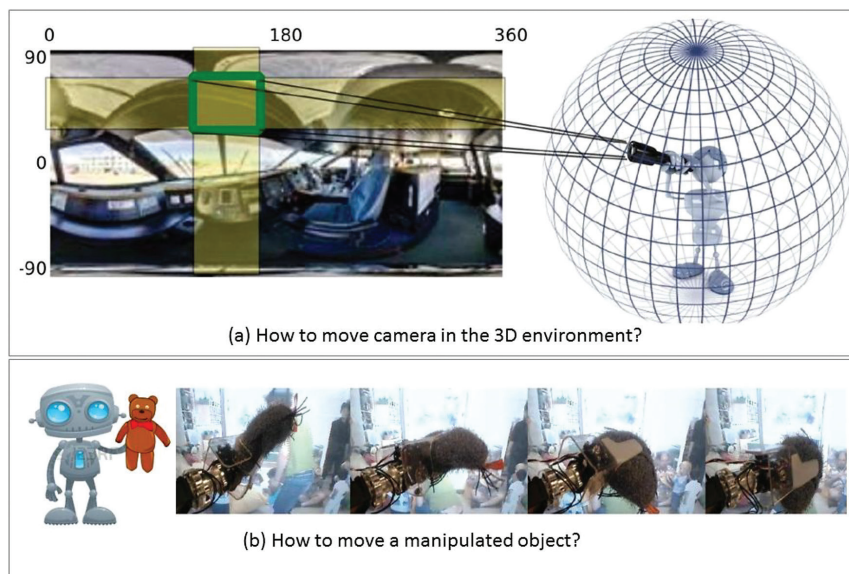 0 180 360
90
0
-90
(a) How to move camera in the 3D environment?
(b) How to move a manipulated object?